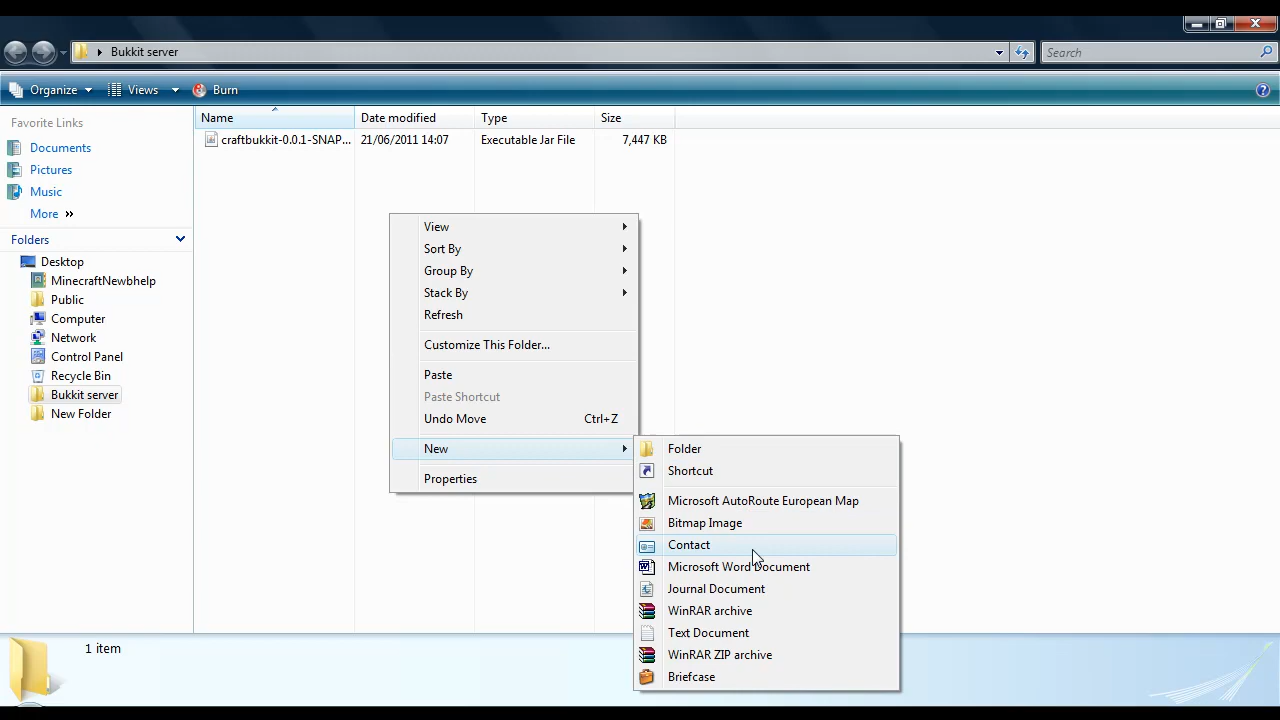 Bukkit server
Search
Organize
Views
Burn
Favorite Links
Documents
Pictures
Music
More »
Folders
Desktop
MinecraftNewbhelp
Public
Computer
Network
Control Panel
Recycle Bin
Bukkit server
New Folder
Name Date modified Type Size
craftbukkit-0.0.1-SNAP... 21/06/2011 14:07 Executable Jar File 7,447 KB
View
Sort By
Group By
Stack By
Refresh
Customize This Folder...
Paste
Paste Shortcut
Undo Move Ctrl+Z
New
Properties
Folder
Shortcut
Microsoft AutoRoute European Map
Bitmap Image
Contact
Microsoft Word Document
Journal Document
WinRAR archive
Text Document
WinRAR ZIP archive
Briefcase
1 item